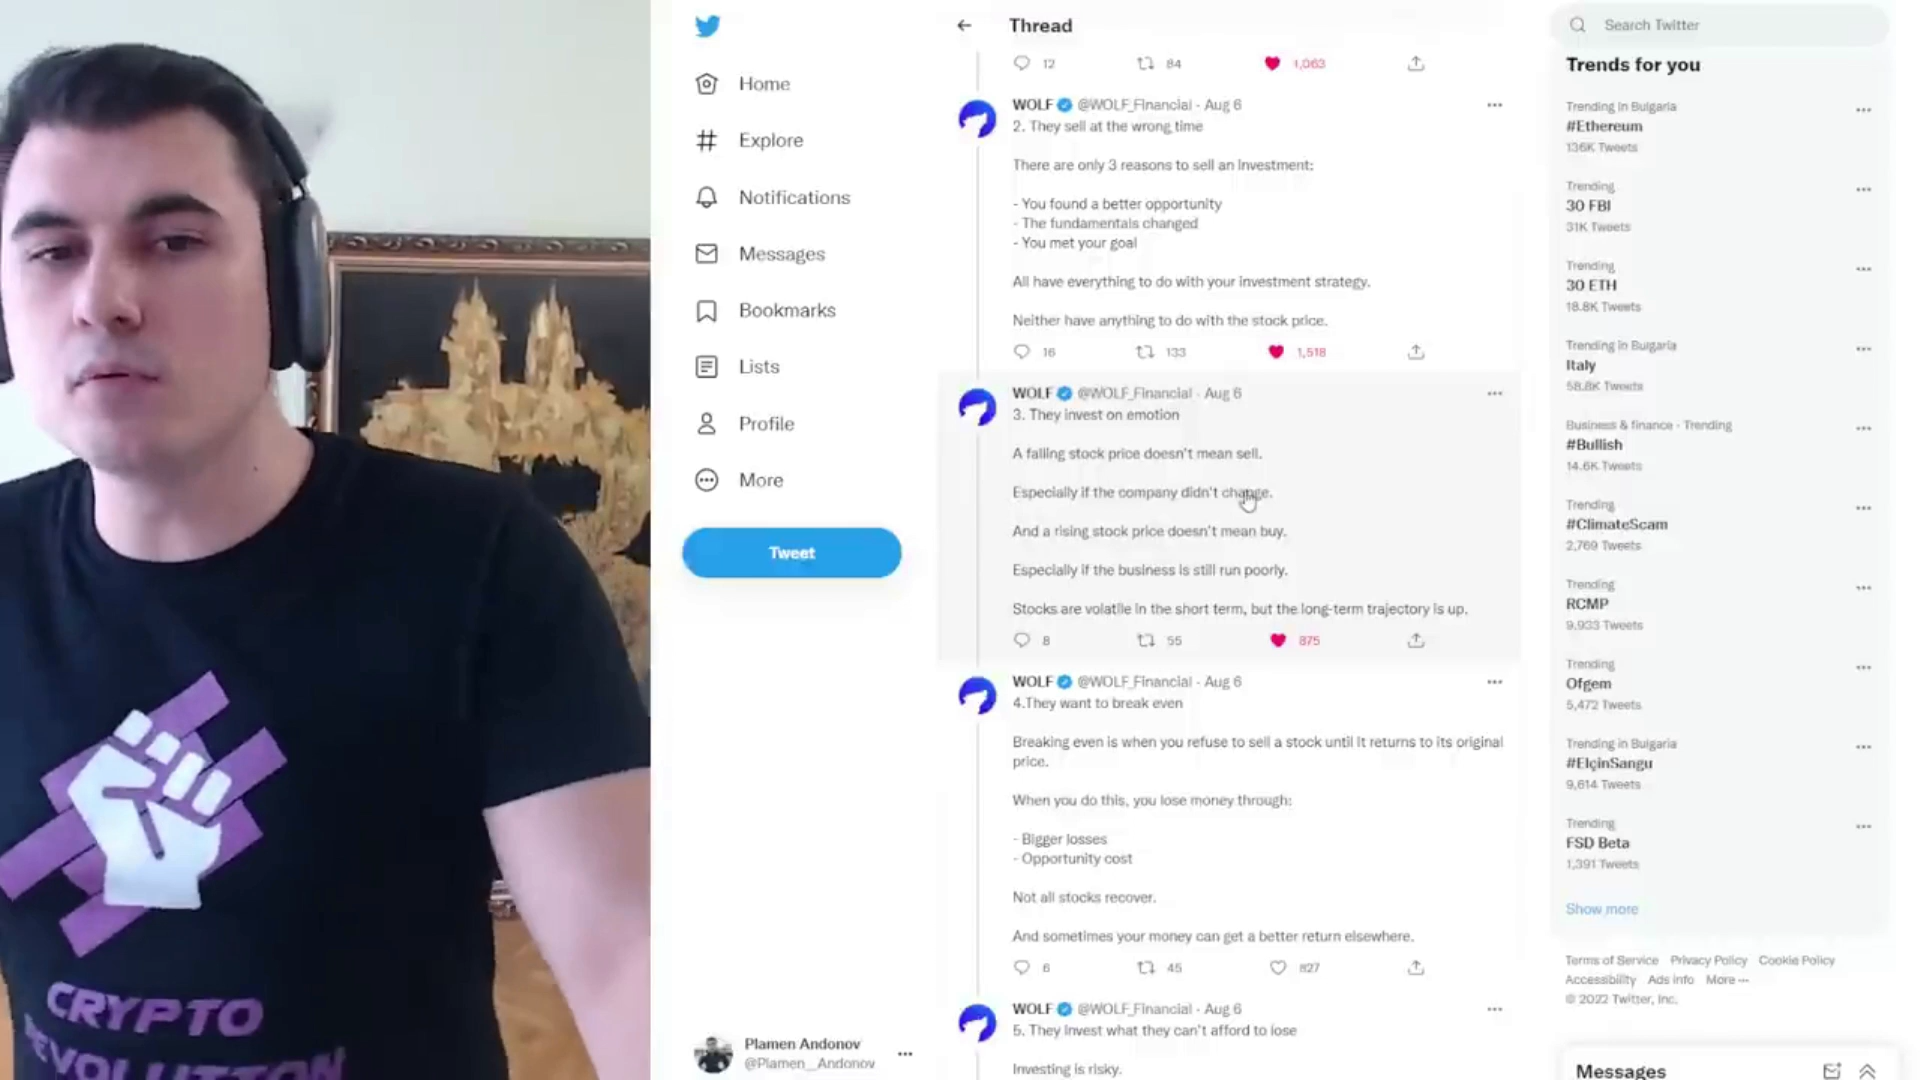 Home
Explore
Notifications
Messages
Bookmarks
Lists
Profile
More
Tweet
Plamen Andonov
@Plamen__Andonov
Thread
12 84 1,063
WOLF @WOLF_Financial · Aug 6
2. They sell at the wrong time
There are only 3 reasons to sell an investment:
- You found a better opportunity
- The fundamentals changed
- You met your goal
All have everything to do with your investment strategy.
Neither have anything to do with the stock price.
16 133 1,518
WOLF @WOLF_Financial · Aug 6
3. They invest on emotion
A falling stock price doesn't mean sell.
Especially if the company didn't change.
And a rising stock price doesn't mean buy.
Especially if the business is still run poorly.
Stocks are volatile in the short term, but the long-term trajectory is up.
8 55 875
WOLF @WOLF_Financial · Aug 6
4.They want to break even
Breaking even is when you refuse to sell a stock until it returns to its original
price.
When you do this, you lose money through:
- Bigger losses
- Opportunity cost
Not all stocks recover.
And sometimes your money can get a better return elsewhere.
6 45 827
WOLF @WOLF_Financial · Aug 6
5. They Invest what they can't afford to lose
Investing is risky.
Search Twitter
Trends for you
Trending in Bulgaria
#Ethereum
136K Tweets
Trending
30 FBI
31K Tweets
Trending
30 ETH
18.8K Tweets
Trending in Bulgaria
Italy
58.8K Tweets
Business & finance · Trending
#Bullish
14.6K Tweets
Trending
#ClimateScam
2,769 Tweets
Trending
RCMP
9,933 Tweets
Trending
Ofgem
5,472 Tweets
Trending in Bulgaria
#ElçinSangu
9,614 Tweets
Trending
FSD Beta
1,391 Tweets
Show more
Terms of Service Privacy Policy Cookie Policy
Accessibility Ads info More ···
© 2022 Twitter, Inc.
Messages
CRYPTO
REVOLUTION